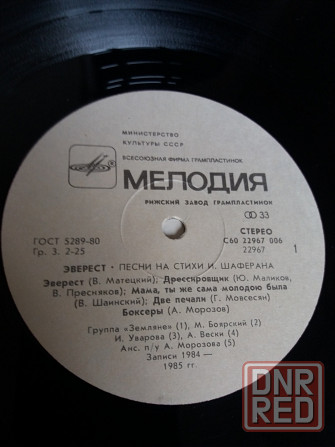 МИНИСТЕРСТВО
КУЛЬТУРЫ СССР
ВСЕСОЮЗНАЯ ФИРМА ГРАМПЛАСТИНОК
МЕЛОДИЯ
РИЖСКИЙ ЗАВОД ГРАМПЛАСТИНОК
33
ГОСТ 5289-80
Гр. 3. 2-25
СТЕРЕО
С60 22967 006
22967
1
ЭВЕРЕСТ • ПЕСНИ НА СТИХИ И. ШАФЕРАНА
Эверест (В. Матецкий), Дрессировщик (Ю. Маликов,
В. Пресняков); Мама, ты же сама молодою была
(В. Шаинский); Две печали (Г. Мовсесян)
Боксеры (А. Морозов)
Группа «Земляне» (1), М. Боярский (2)
И. Уварова (3), А. Вески (4)
Анс. п/у А. Морозова (5)
Записи 1984—
1985 гг.
DNR
RED